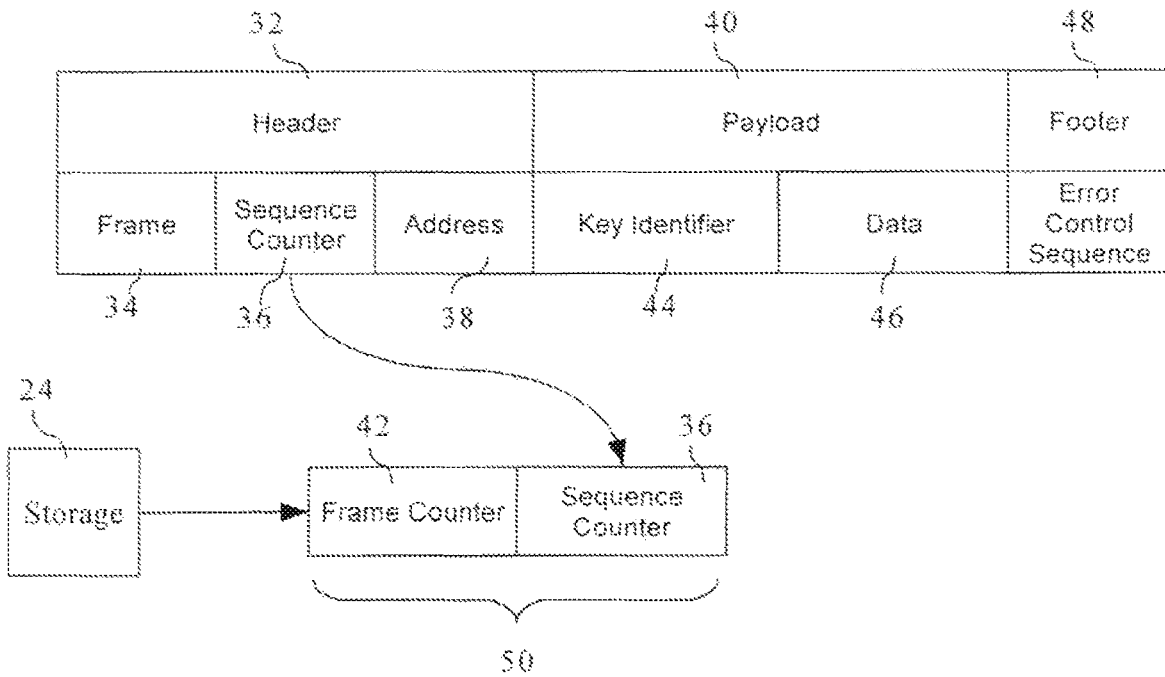 32 40 48
Header Payload Footer
Frame Sequence Counter Address Key Identifier Data Error Control Sequence
34 36 38 44 46
24 42 36
Storage Frame Counter Sequence Counter
50